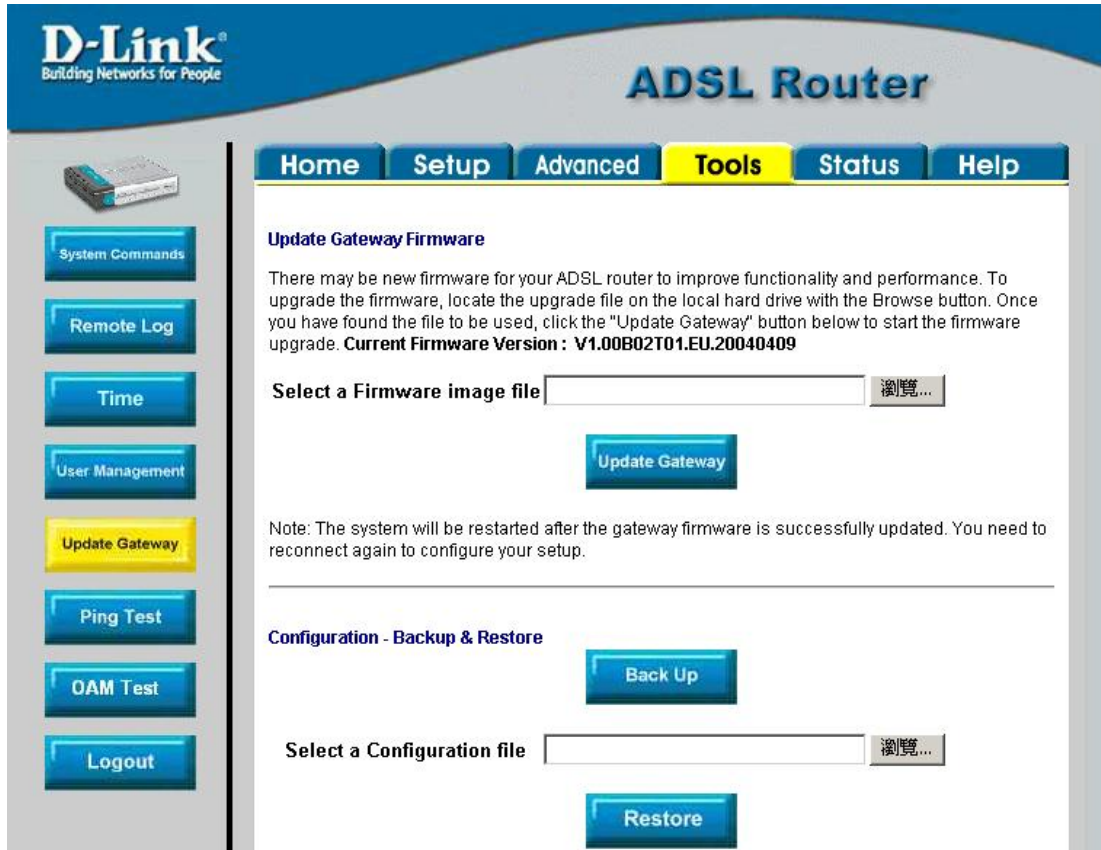 D-Link®
Building Networks for People
ADSL Router
Home
Setup
Advanced
Tools
Status
Help
System Commands
Remote Log
Time
User Management
Update Gateway
Ping Test
OAM Test
Logout
Update Gateway Firmware
There may be new firmware for your ADSL router to improve functionality and performance. To
upgrade the firmware, locate the upgrade file on the local hard drive with the Browse button. Once
you have found the file to be used, click the "Update Gateway" button below to start the firmware
upgrade. Current Firmware Version : V1.00B02T01.EU.20040409
Select a Firmware image file
瀏覽...
Update Gateway
Note: The system will be restarted after the gateway firmware is successfully updated. You need to
reconnect again to configure your setup.
Configuration - Backup & Restore
Back Up
Select a Configuration file
瀏覽...
Restore